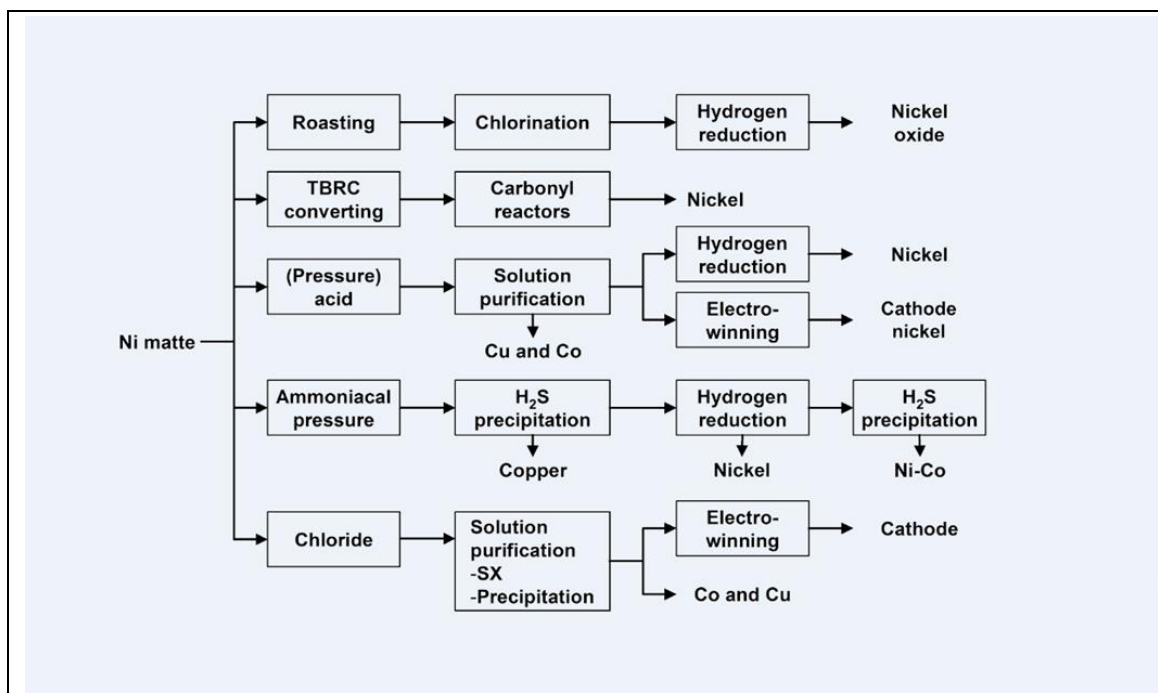 Ni matte
Roasting
Chlorination
Hydrogen
reduction
Nickel
oxide
TBRC
converting
Carbonyl
reactors
Nickel
(Pressure)
acid
Solution
purification
Cu and Co
Hydrogen
reduction
Nickel
Electro-
winning
Cathode
nickel
Ammoniacal
pressure
H₂S
precipitation
Copper
Hydrogen
reduction
Nickel
H₂S
precipitation
Ni-Co
Chloride
Solution
purification
-SX
-Precipitation
Electro-
winning
Cathode
Co and Cu